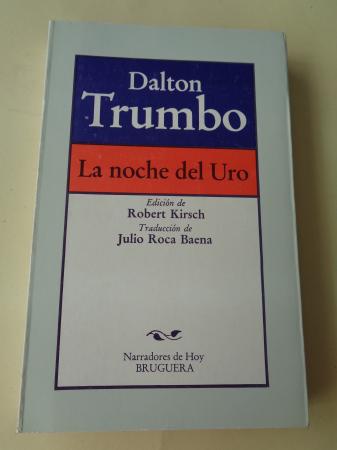 Dalton
Trumbo
La noche del Uro
Edición de
Robert Kirsch
Traducción de
Julio Roca Baena
Narradores de Hoy
BRUGUERA